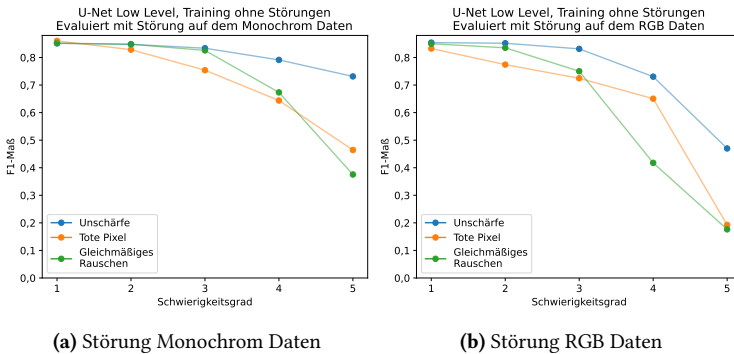 U-Net Low Level, Training ohne Störungen
Evaluiert mit Störung auf dem Monochrom Daten
0,8
0,7
0,6
0,5
0,4
0,3
0,2
0,1
0,0
F1-Maß
Unschärfe
Tote Pixel
Gleichmäßiges
Rauschen
1 2 3 4 5
Schwierigkeitsgrad
(a) Störung Monochrom Daten
U-Net Low Level, Training ohne Störungen
Evaluiert mit Störung auf dem RGB Daten
0,8
0,7
0,6
0,5
0,4
0,3
0,2
0,1
0,0
F1-Maß
Unschärfe
Tote Pixel
Gleichmäßiges
Rauschen
1 2 3 4 5
Schwierigkeitsgrad
(b) Störung RGB Daten